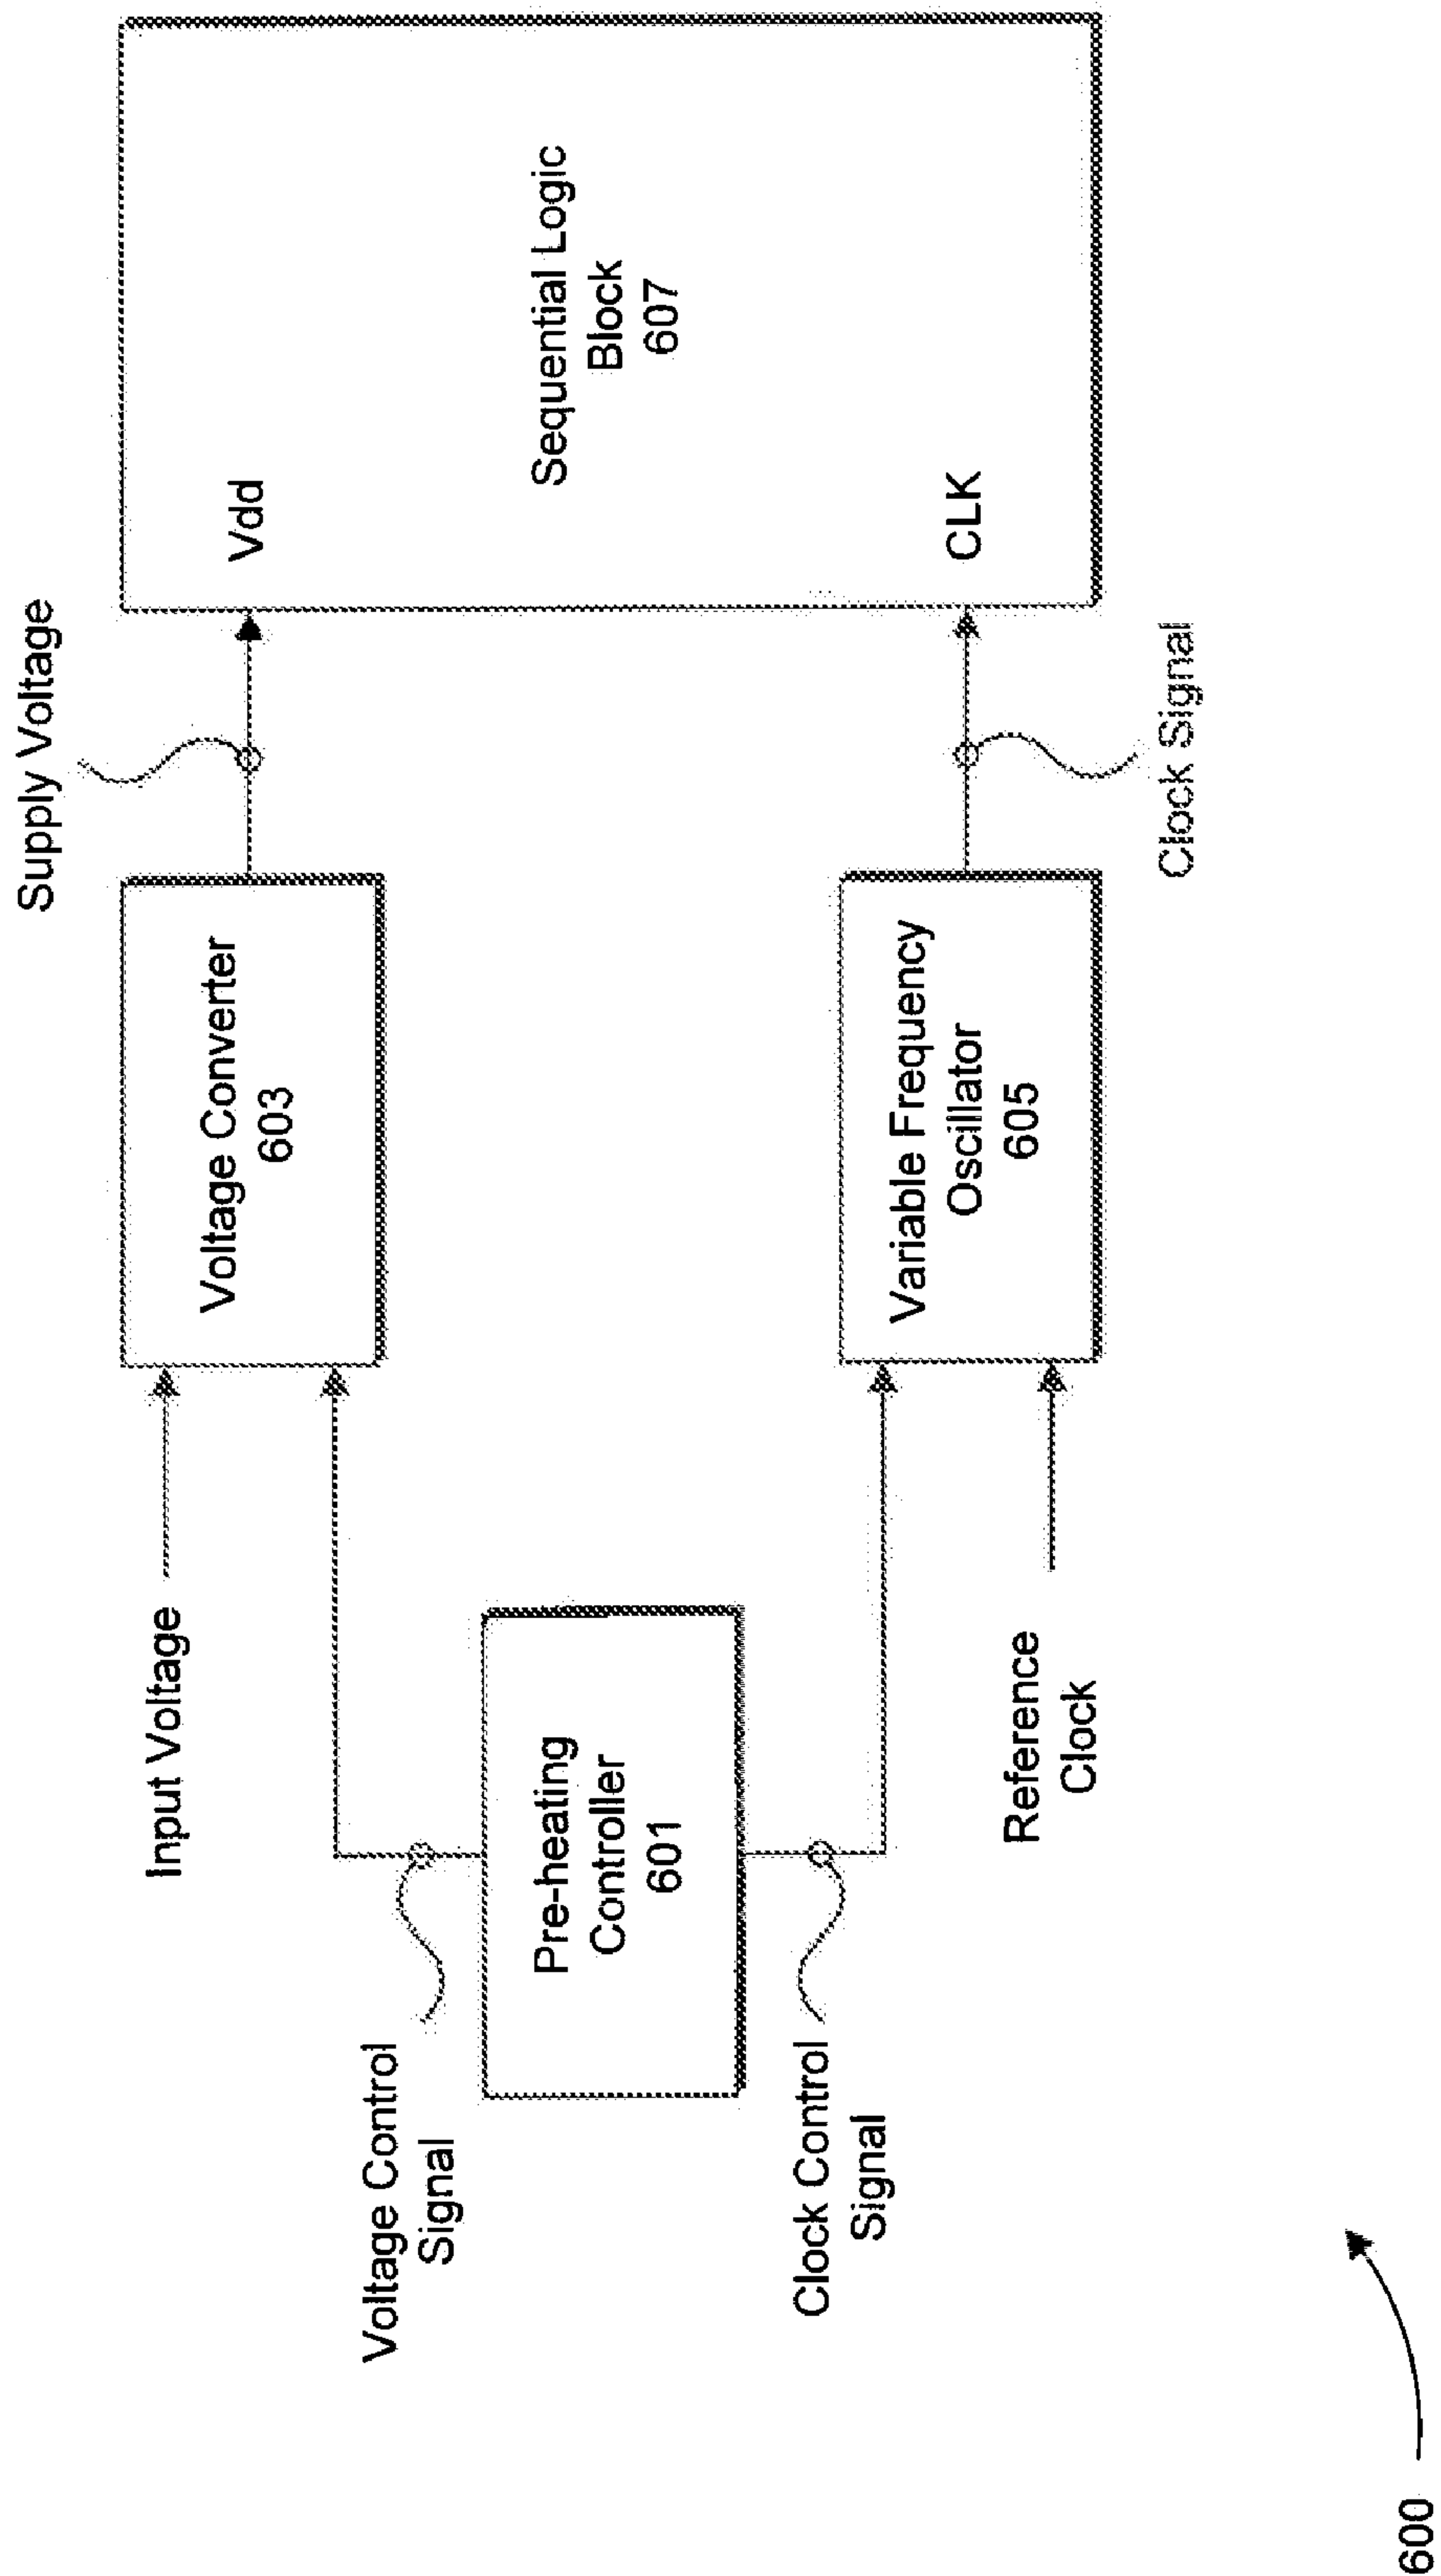 Supply Voltage
Input Voltage
Voltage Converter
603
Vdd
Voltage Control
Signal
Pre-heating
Controller
601
Sequential Logic
Block
607
Clock Control
Signal
Variable Frequency
Oscillator
605
CLK
Reference
Clock
Clock Signal
600